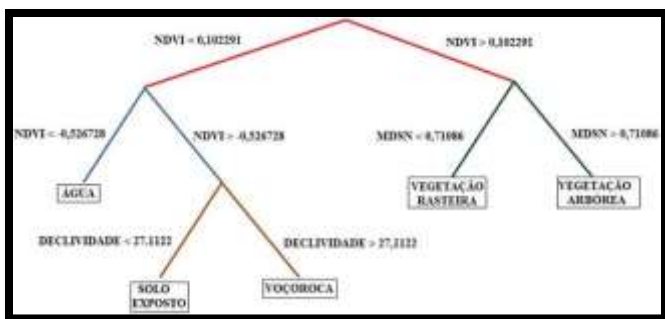 NDVI < 0,102291
NDVI > 0,102291
NDVI < -0,526728
NDVI > -0,526728
MDSN < 0,71086
MDSN > 0,71086
ÁGUA
VEGETAÇÃO
RASTEIRA
VEGETAÇÃO
ARBÓREA
DECLIVIDADE < 27.1122
DECLIVIDADE > 27,1122
SOLO
EXPOSTO
VOÇOROCA